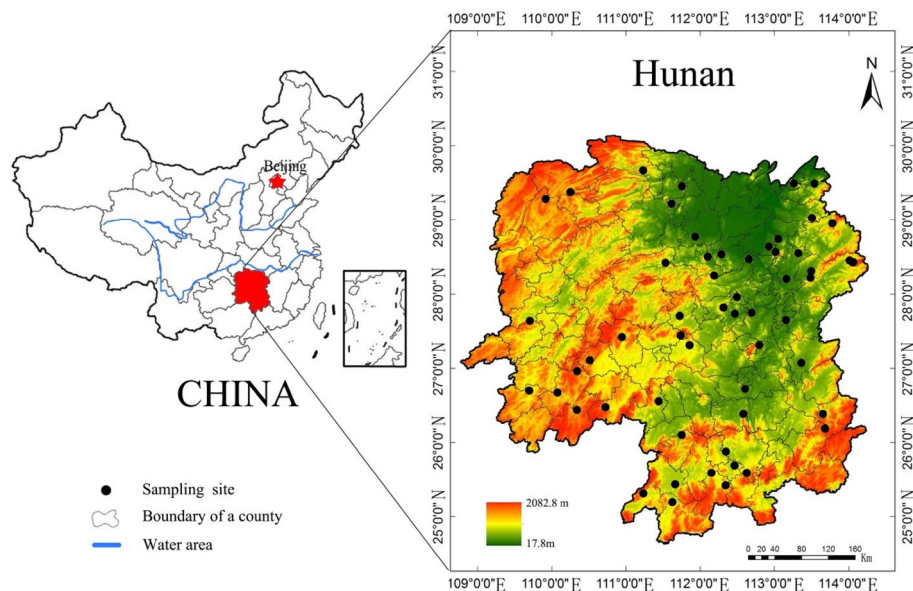 109°0'0"E 110°0'0"E 111°0'0"E 112°0'0"E 113°0'0"E 114°0'0"E
Hunan
N
31°0'0"N
30°0'0"N
29°0'0"N
28°0'0"N
27°0'0"N
26°0'0"N
25°0'0"N
31°0'0"N
30°0'0"N
29°0'0"N
28°0'0"N
27°0'0"N
26°0'0"N
25°0'0"N
Beijing
CHINA
Sampling site
Boundary of a county
Water area
2082.8 m
17.8m
0 20 40 80 120 160
Km
109°0'0"E 110°0'0"E 111°0'0"E 112°0'0"E 113°0'0"E 114°0'0"E